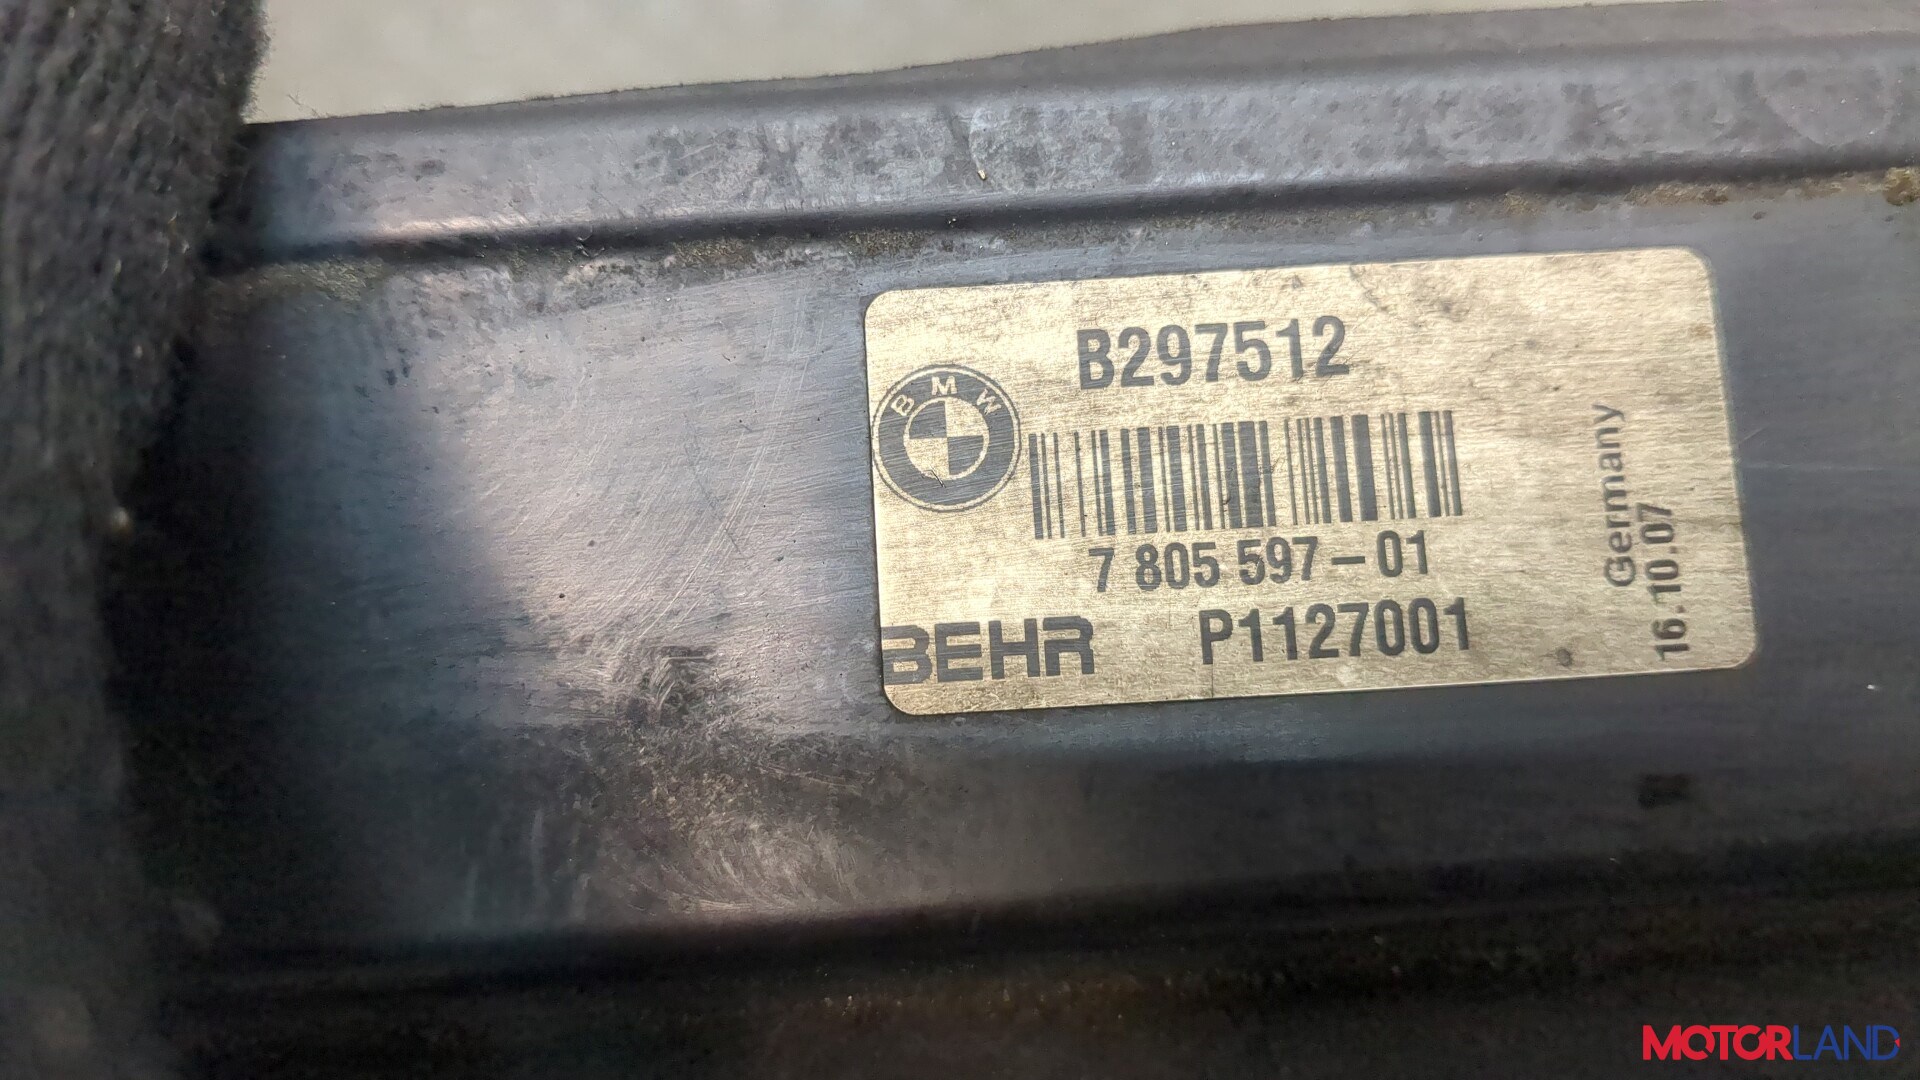 B297512
BMW
7 805 597-01
BEHR P1127001
Germany
16.10.07
MOTORLAND